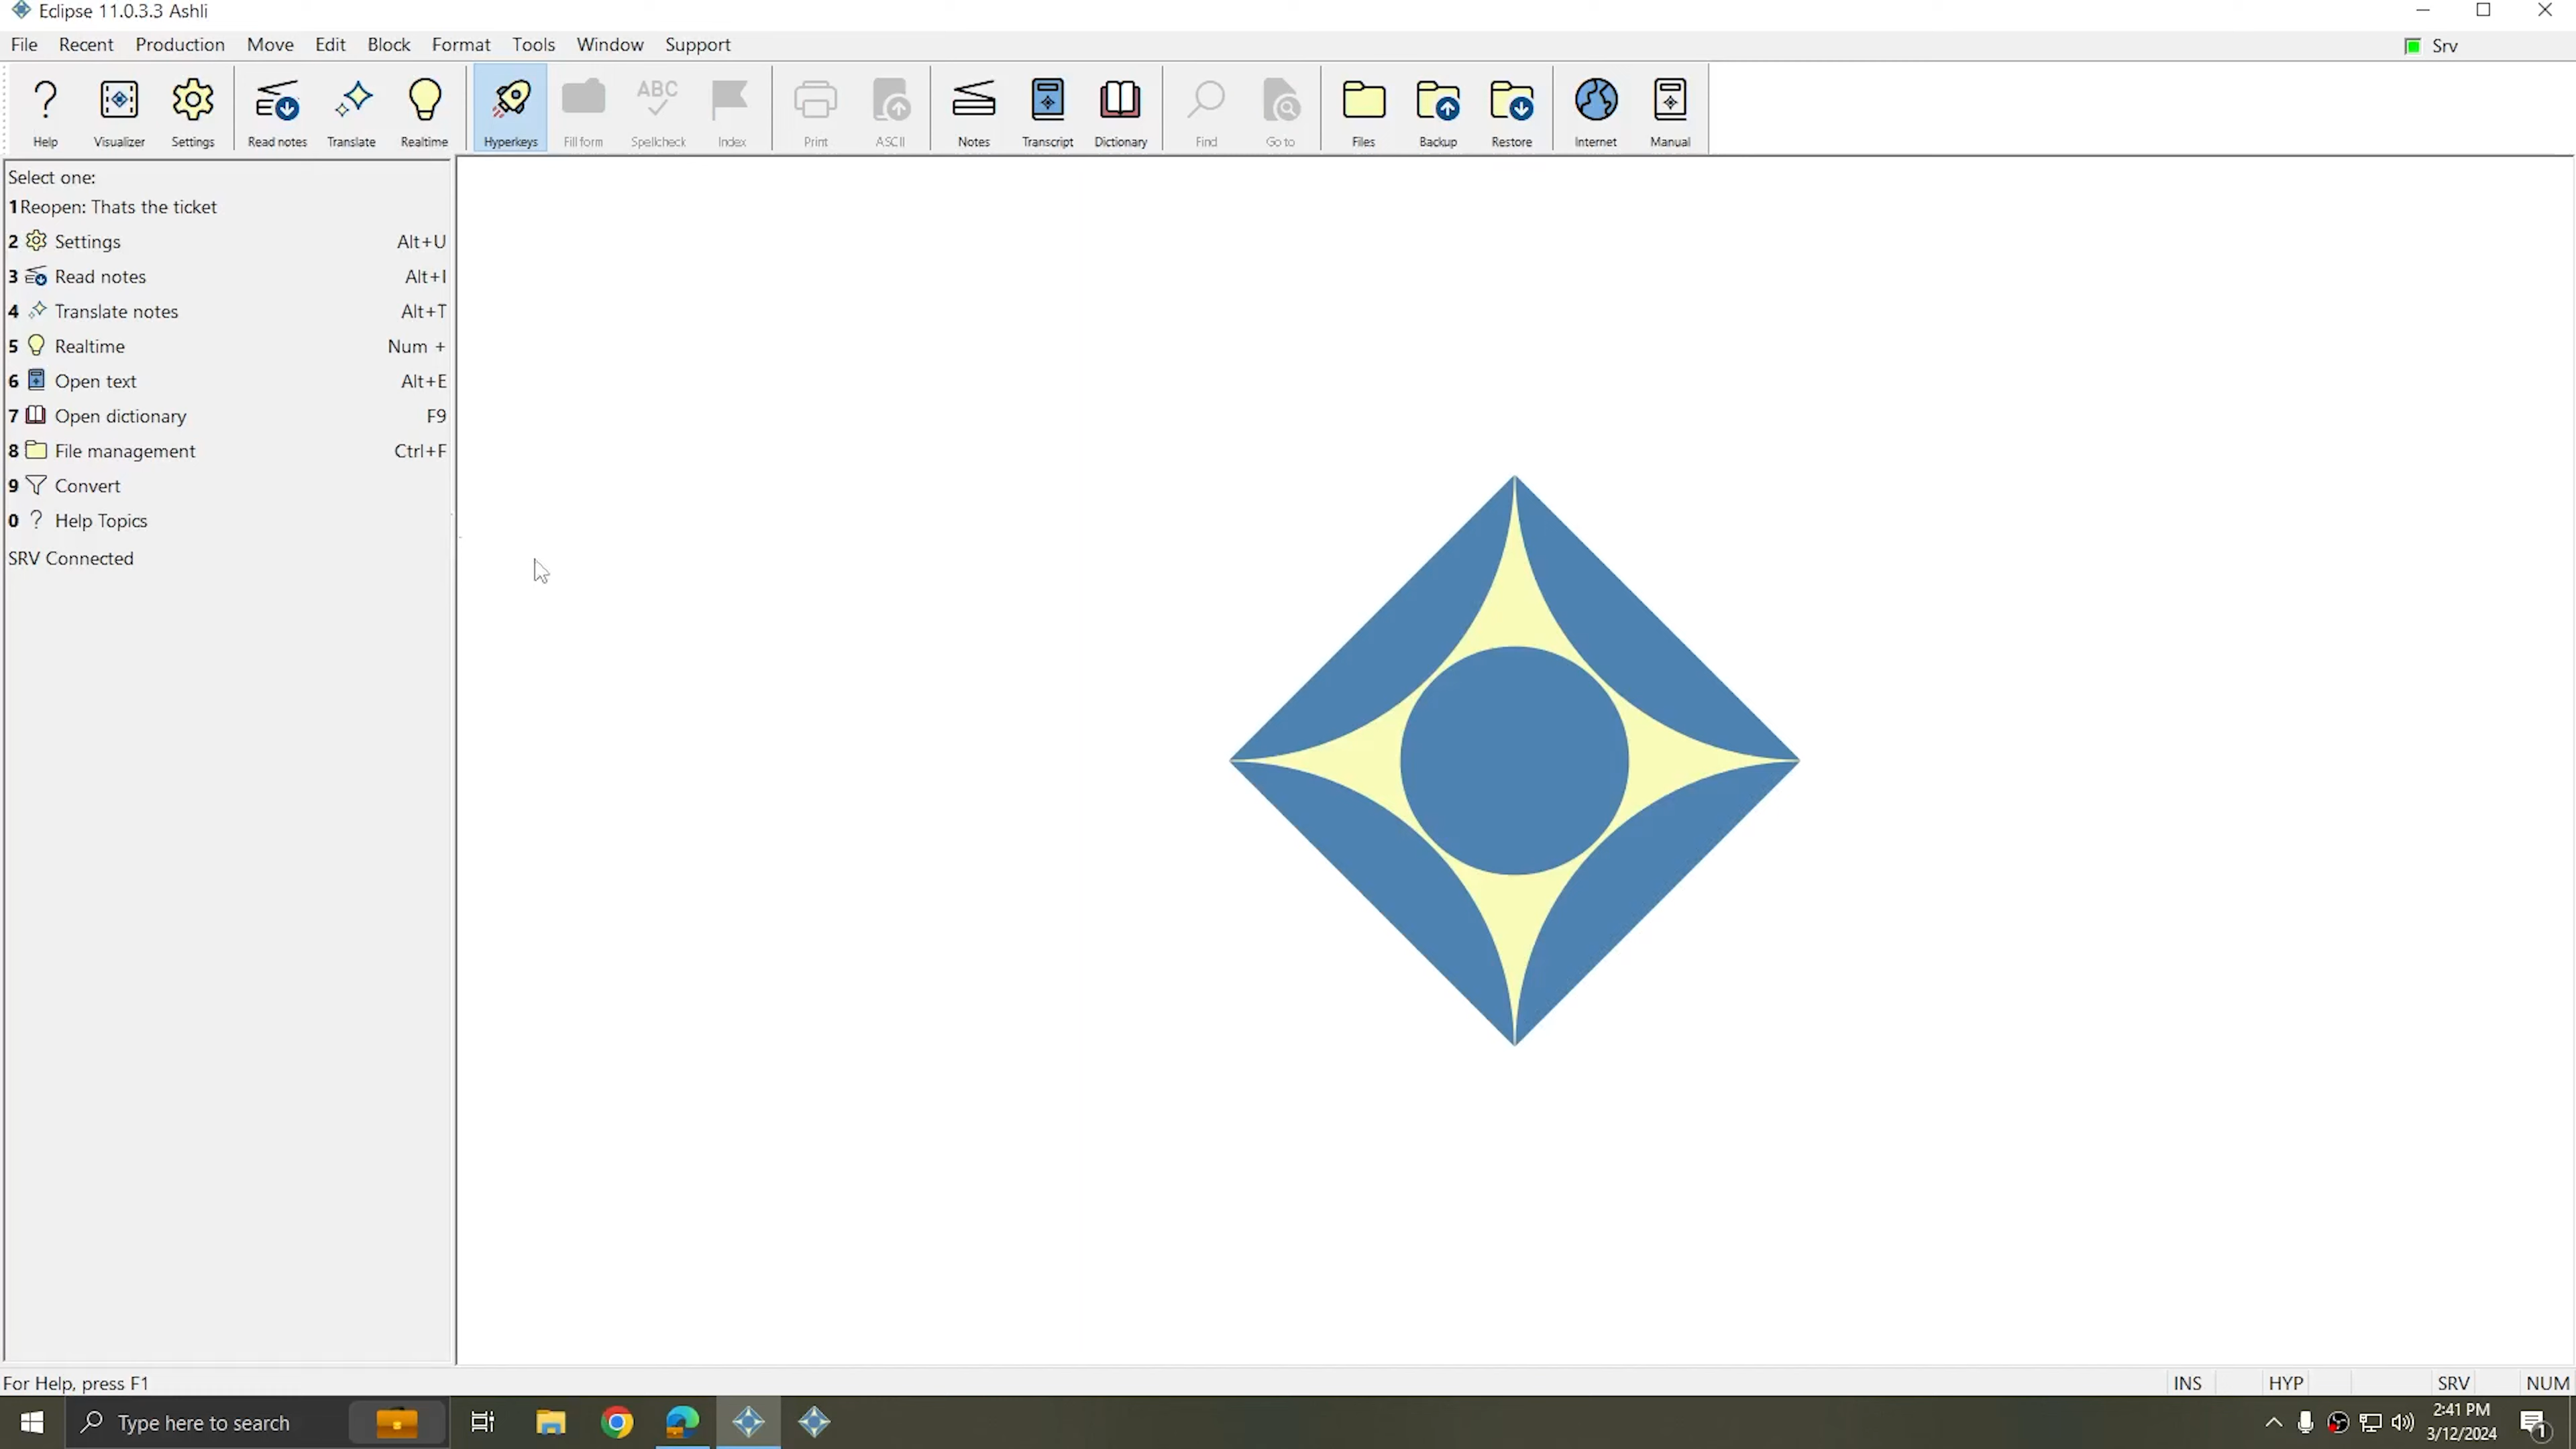 Eclipse 11.0.3.3 Ashli
File Recent Production Move Edit Block Format Tools Window Support Srv
Help Visualizer Settings Read notes Translate Realtime Hyperkeys Fill form ABC Spellcheck Index Print ASCII Notes Transcript Dictionary Find Go to Files Backup Restore Internet Manual
Select one:
1 Reopen: Thats the ticket
2 Settings Alt+U
3 Read notes Alt+I
4 Translate notes Alt+T
5 Realtime Num +
6 Open text Alt+E
7 Open dictionary F9
8 File management Ctrl+F
9 Convert
0 ? Help Topics
SRV Connected
For Help, press F1 INS HYP SRV NUM
Type here to search
2:41 PM
3/12/2024
1